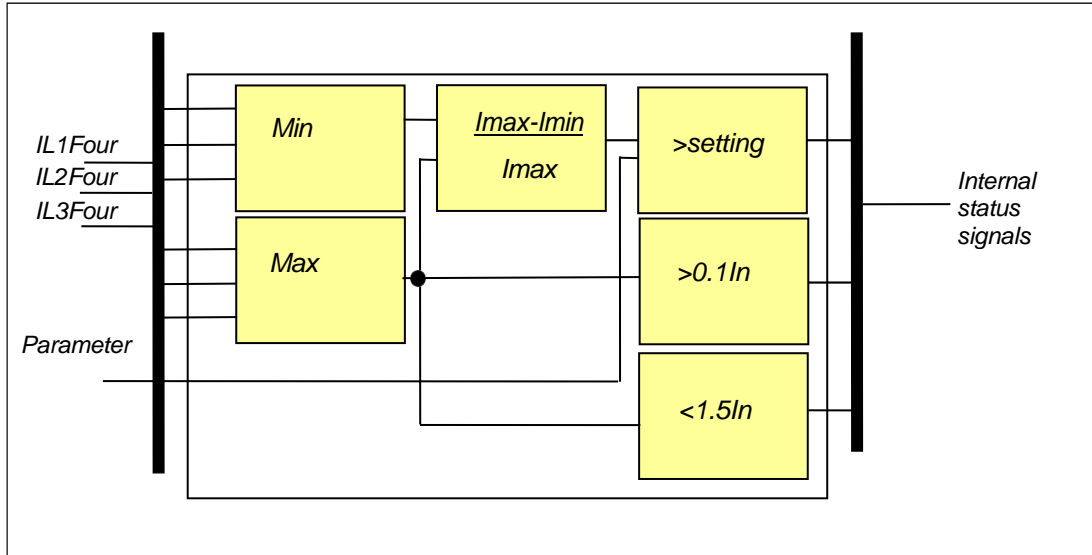 IL1Four
IL2Four
IL3Four
Parameter
Min
Max
Imax-Imin
Imax
>setting
>0.1In
<1.5In
Internal
status
signals